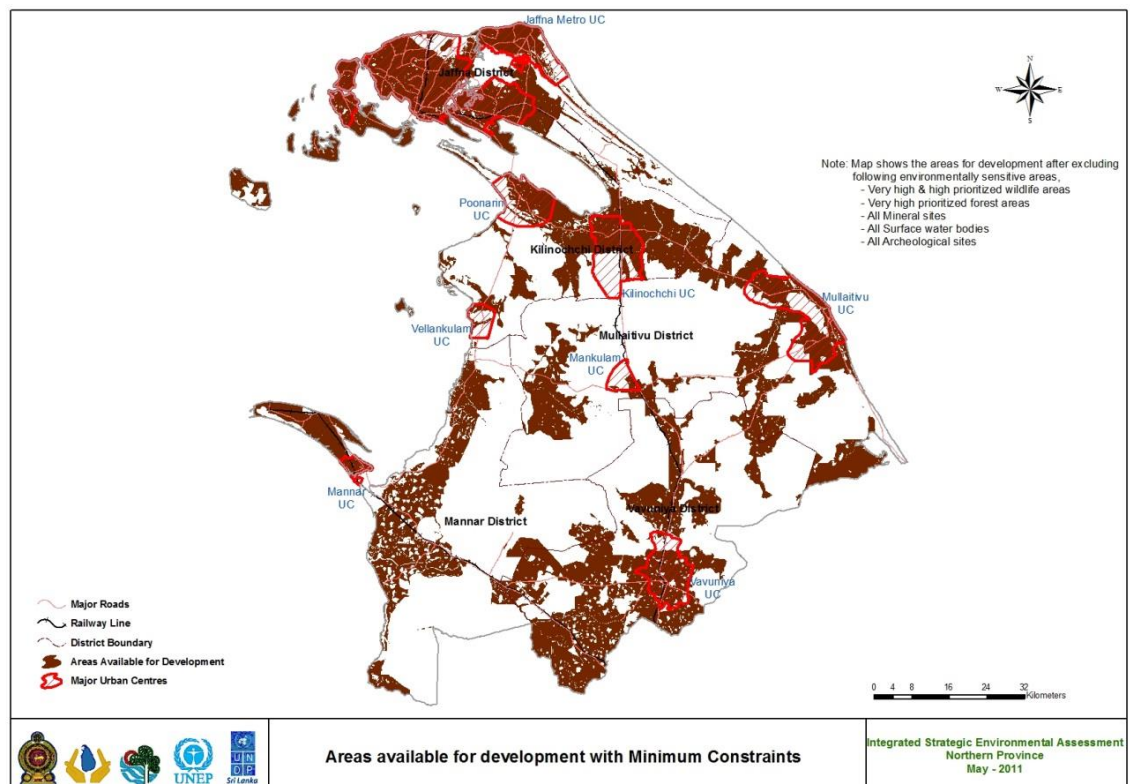 Jaffna Metro UC
Jaffna District
N
W E
S
Note: Map shows the areas for development after excluding
following environmentally sensitive areas,
- Very high & high prioritized wildlife areas
- Very high prioritized forest areas
- All Mineral sites
- All Surface water bodies
- All Archeological sites
Poonarin
UC
Kilinochchi District
Kilinochchi UC
Mullaitivu
UC
Vellankulam
UC
Mullaitivu District
Mankulam
UC
Mannar
UC
Mannar District
Vavuniya District
Vavuniya
UC
Major Roads
Railway Line
District Boundary
Areas Available for Development
Major Urban Centres
0 4 8 16 24 32
Kilometers
UNEP
U N
D P
Sri Lanka
Areas available for development with Minimum Constraints
Integrated Strategic Environmental Assessment
Northern Province
May - 2011